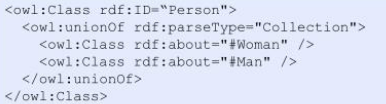 <owl:Class rdf:ID=“Person">
<owl:unionOf rdf:parseType="Collection">
<owl:Class rdf:about="#Woman" />
<owl:Class rdf:about="#Man" />
</owl:unionOf>
</owl:Class>